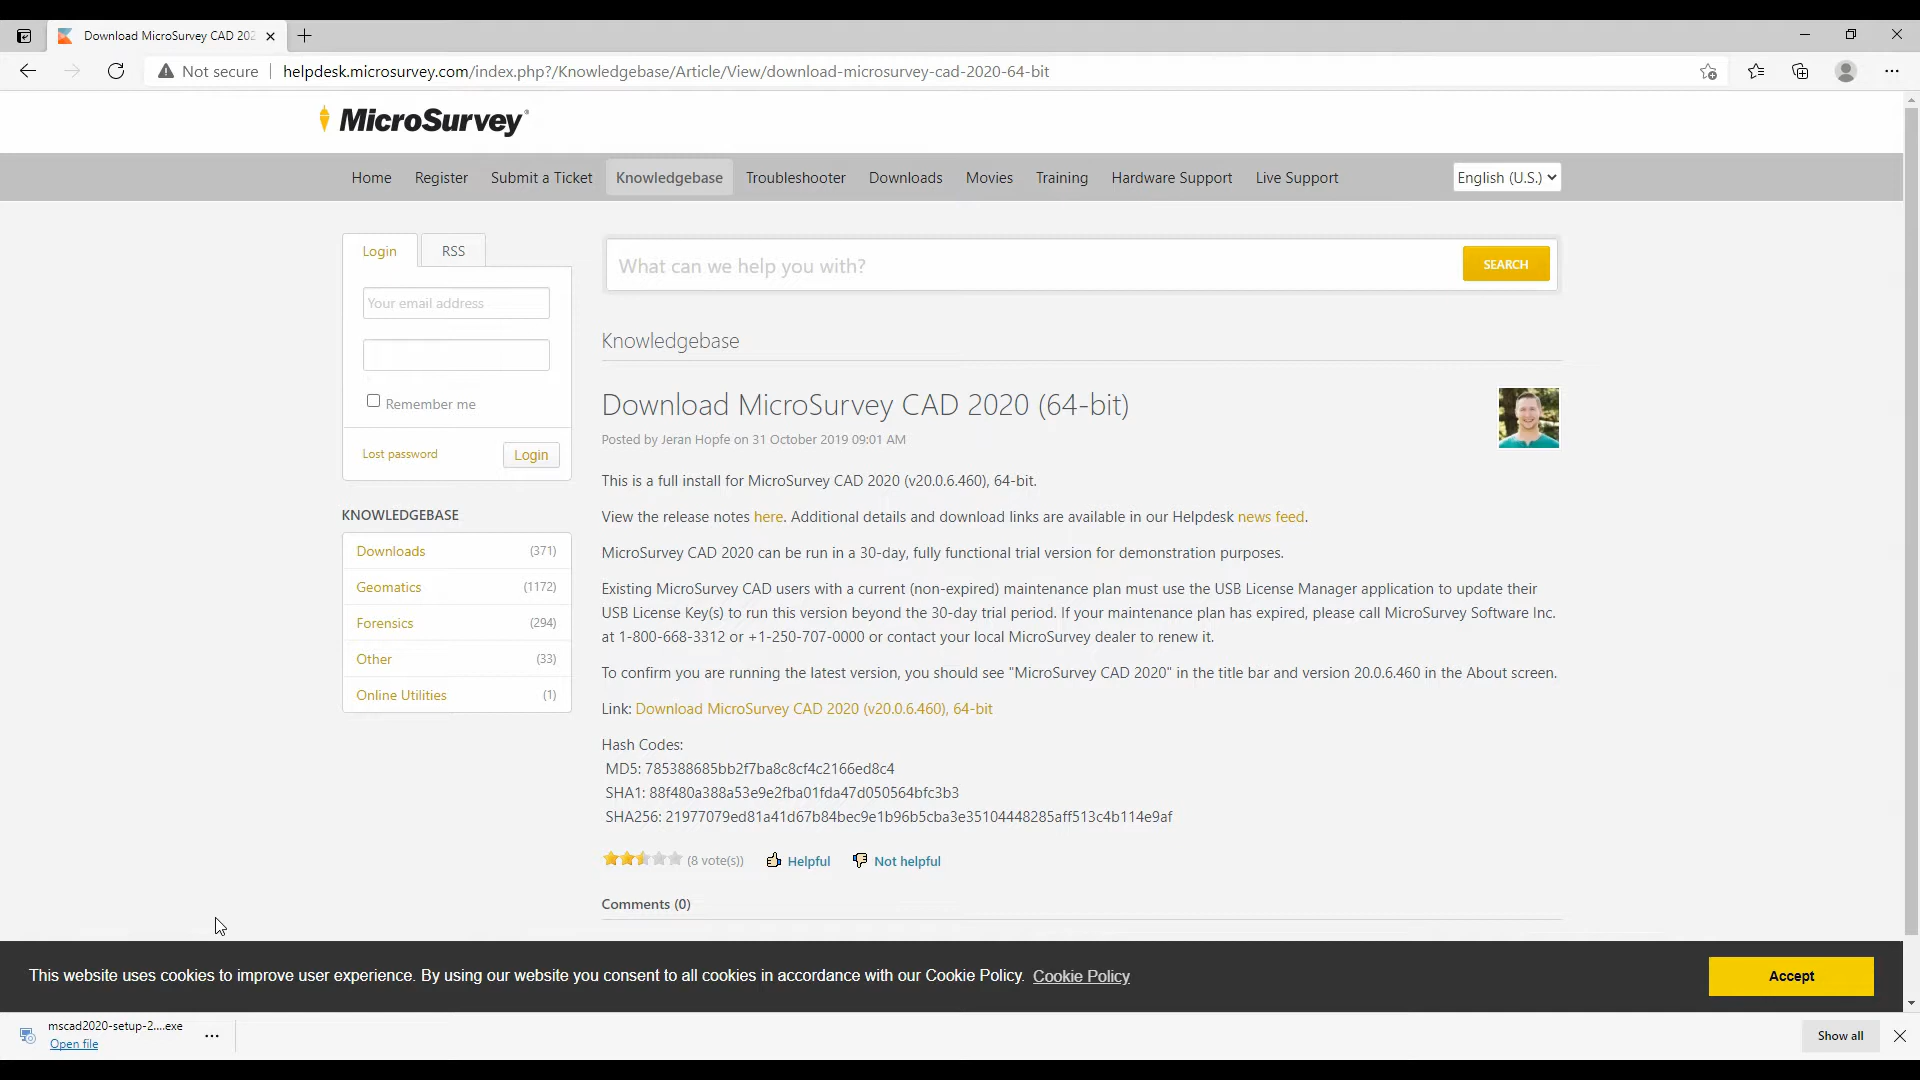 Download MicroSurvey CAD 202
Not secure
helpdesk.microsurvey.com/index.php?/Knowledgebase/Article/View/download-microsurvey-cad-2020-64-bit
MicroSurvey
Home Register Submit a Ticket Knowledgebase Troubleshooter Downloads Movies Training Hardware Support Live Support English (U.S.)
Login RSS
Your email address
Remember me
Lost password Login
KNOWLEDGEBASE
Downloads (371)
Geomatics (1172)
Forensics (294)
Other (33)
Online Utilities (1)
What can we help you with? SEARCH
Knowledgebase
Download MicroSurvey CAD 2020 (64-bit)
Posted by Jeran Hopfe on 31 October 2019 09:01 AM
This is a full install for MicroSurvey CAD 2020 (v20.0.6.460), 64-bit.
View the release notes here. Additional details and download links are available in our Helpdesk news feed.
MicroSurvey CAD 2020 can be run in a 30-day, fully functional trial version for demonstration purposes.
Existing MicroSurvey CAD users with a current (non-expired) maintenance plan must use the USB License Manager application to update their
USB License Key(s) to run this version beyond the 30-day trial period. If your maintenance plan has expired, please call MicroSurvey Software Inc.
at 1-800-668-3312 or +1-250-707-0000 or contact your local MicroSurvey dealer to renew it.
To confirm you are running the latest version, you should see "MicroSurvey CAD 2020" in the title bar and version 20.0.6.460 in the About screen.
Link: Download MicroSurvey CAD 2020 (v20.0.6.460), 64-bit
Hash Codes:
MD5: 785388685bb2f7ba8c8cf4c2166ed8c4
SHA1: 88f480a388a53e9e2fba01fda47d050564bfc3b3
SHA256: 21977079ed81a41d67b84bec9e1b96b5cba3e35104448285aff513c4b114e9af
(8 vote(s)) Helpful Not helpful
Comments (0)
This website uses cookies to improve user experience. By using our website you consent to all cookies in accordance with our Cookie Policy. Cookie Policy Accept
mscad2020-setup-2....exe
Open file
Show all